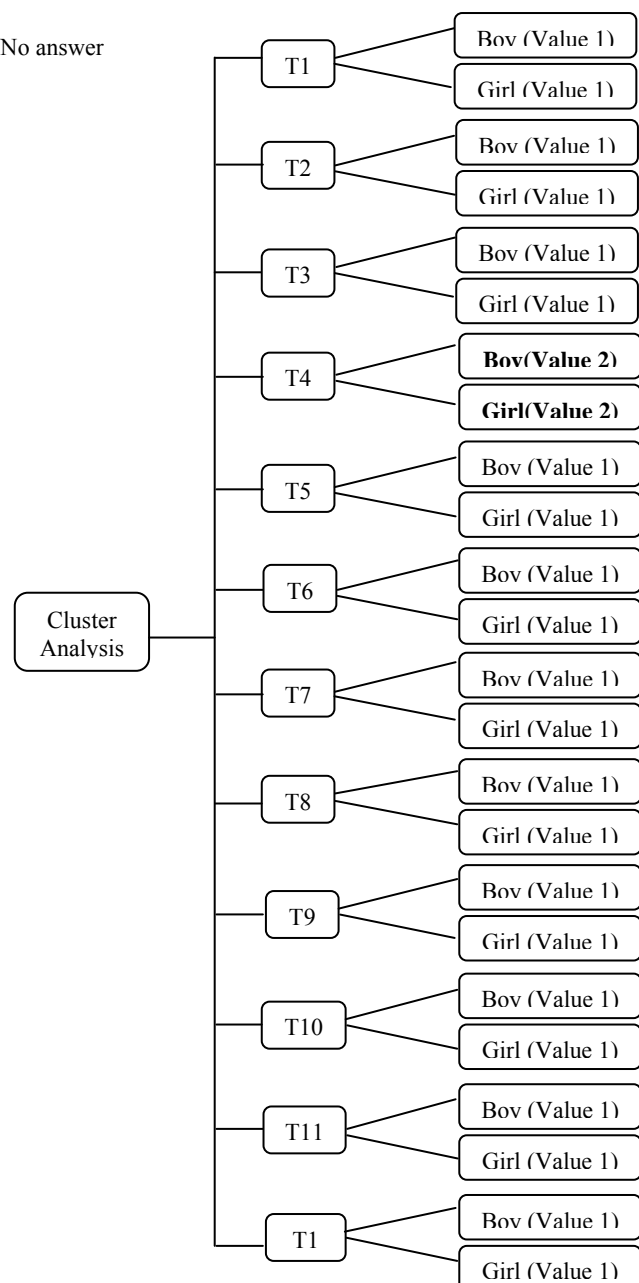 No answer
T1
Boy (Value 1)
Girl (Value 1)
T2
Boy (Value 1)
Girl (Value 1)
T3
Boy (Value 1)
Girl (Value 1)
T4
Boy(Value 2)
Girl(Value 2)
T5
Boy (Value 1)
Girl (Value 1)
Cluster
Analysis
T6
Boy (Value 1)
Girl (Value 1)
T7
Boy (Value 1)
Girl (Value 1)
T8
Boy (Value 1)
Girl (Value 1)
T9
Boy (Value 1)
Girl (Value 1)
T10
Boy (Value 1)
Girl (Value 1)
T11
Boy (Value 1)
Girl (Value 1)
T1
Boy (Value 1)
Girl (Value 1)